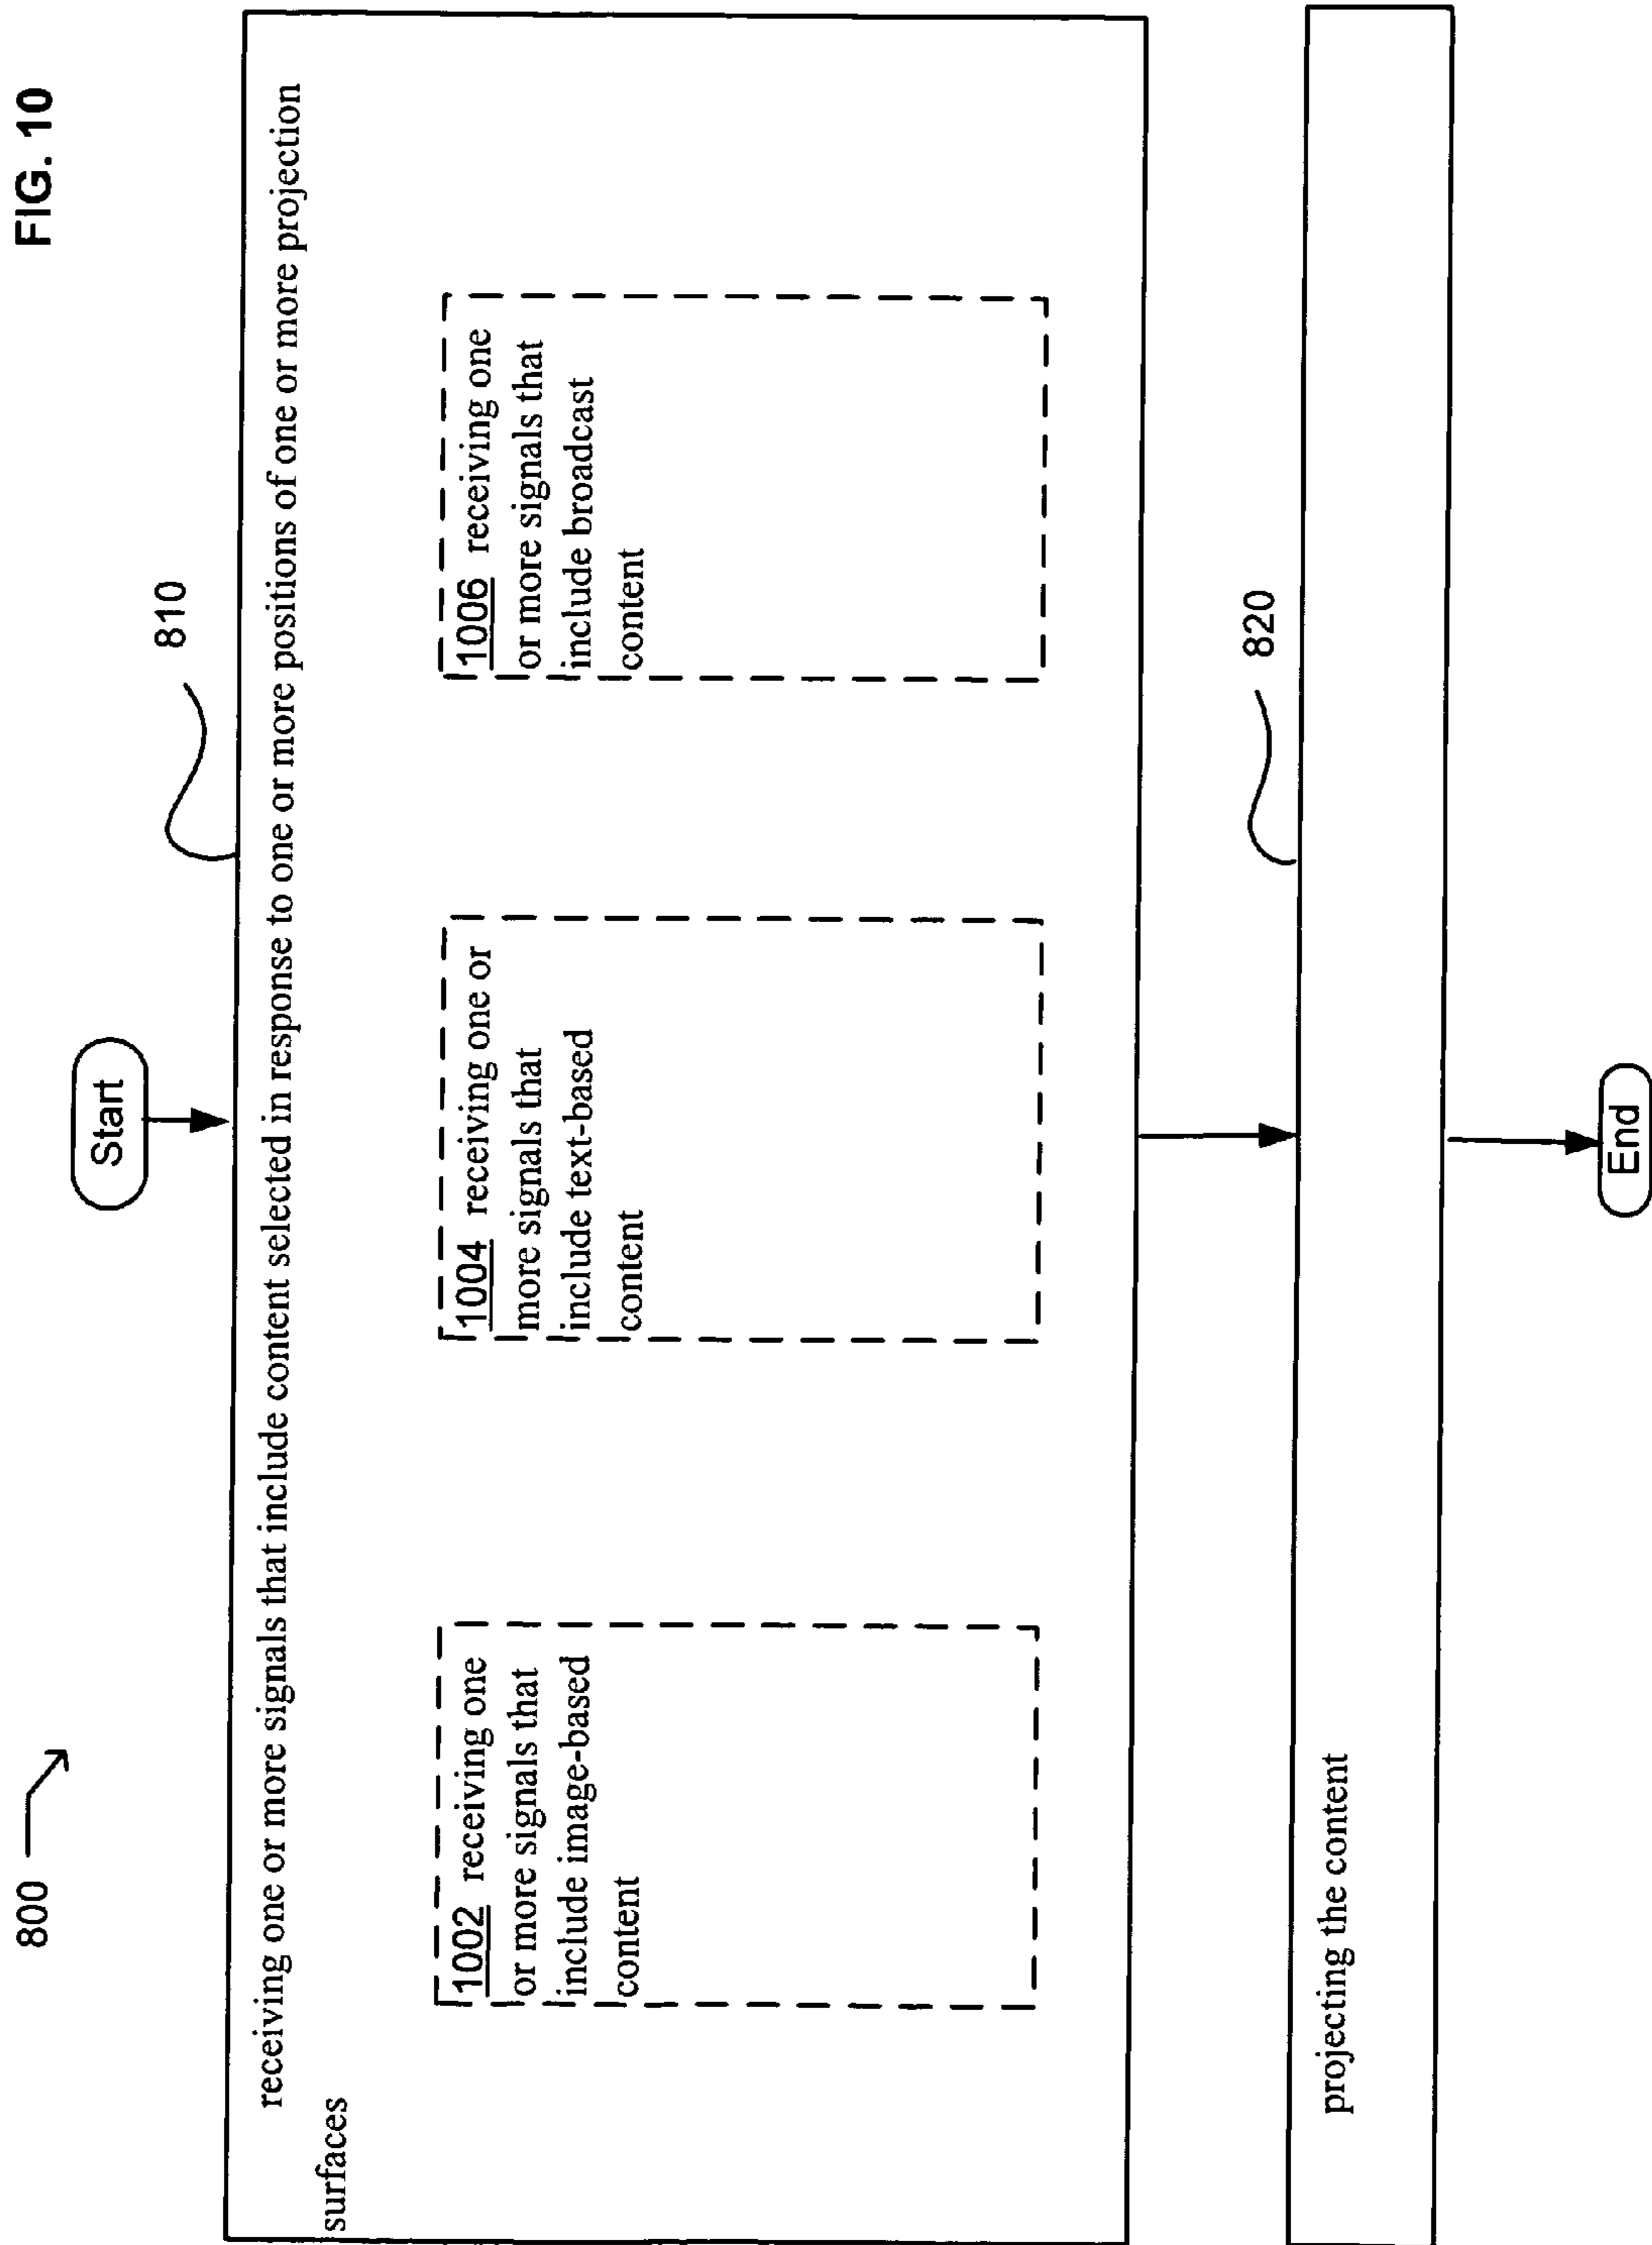 FIG. 10
800
Start
810
receiving one or more signals that include content selected in response to one or more positions of one or more projection
surfaces
1002 receiving one
or more signals that
include image-based
content
1004 receiving one or
more signals that
include text-based
content
1006 receiving one
or more signals that
include broadcast
content
820
projecting the content
End